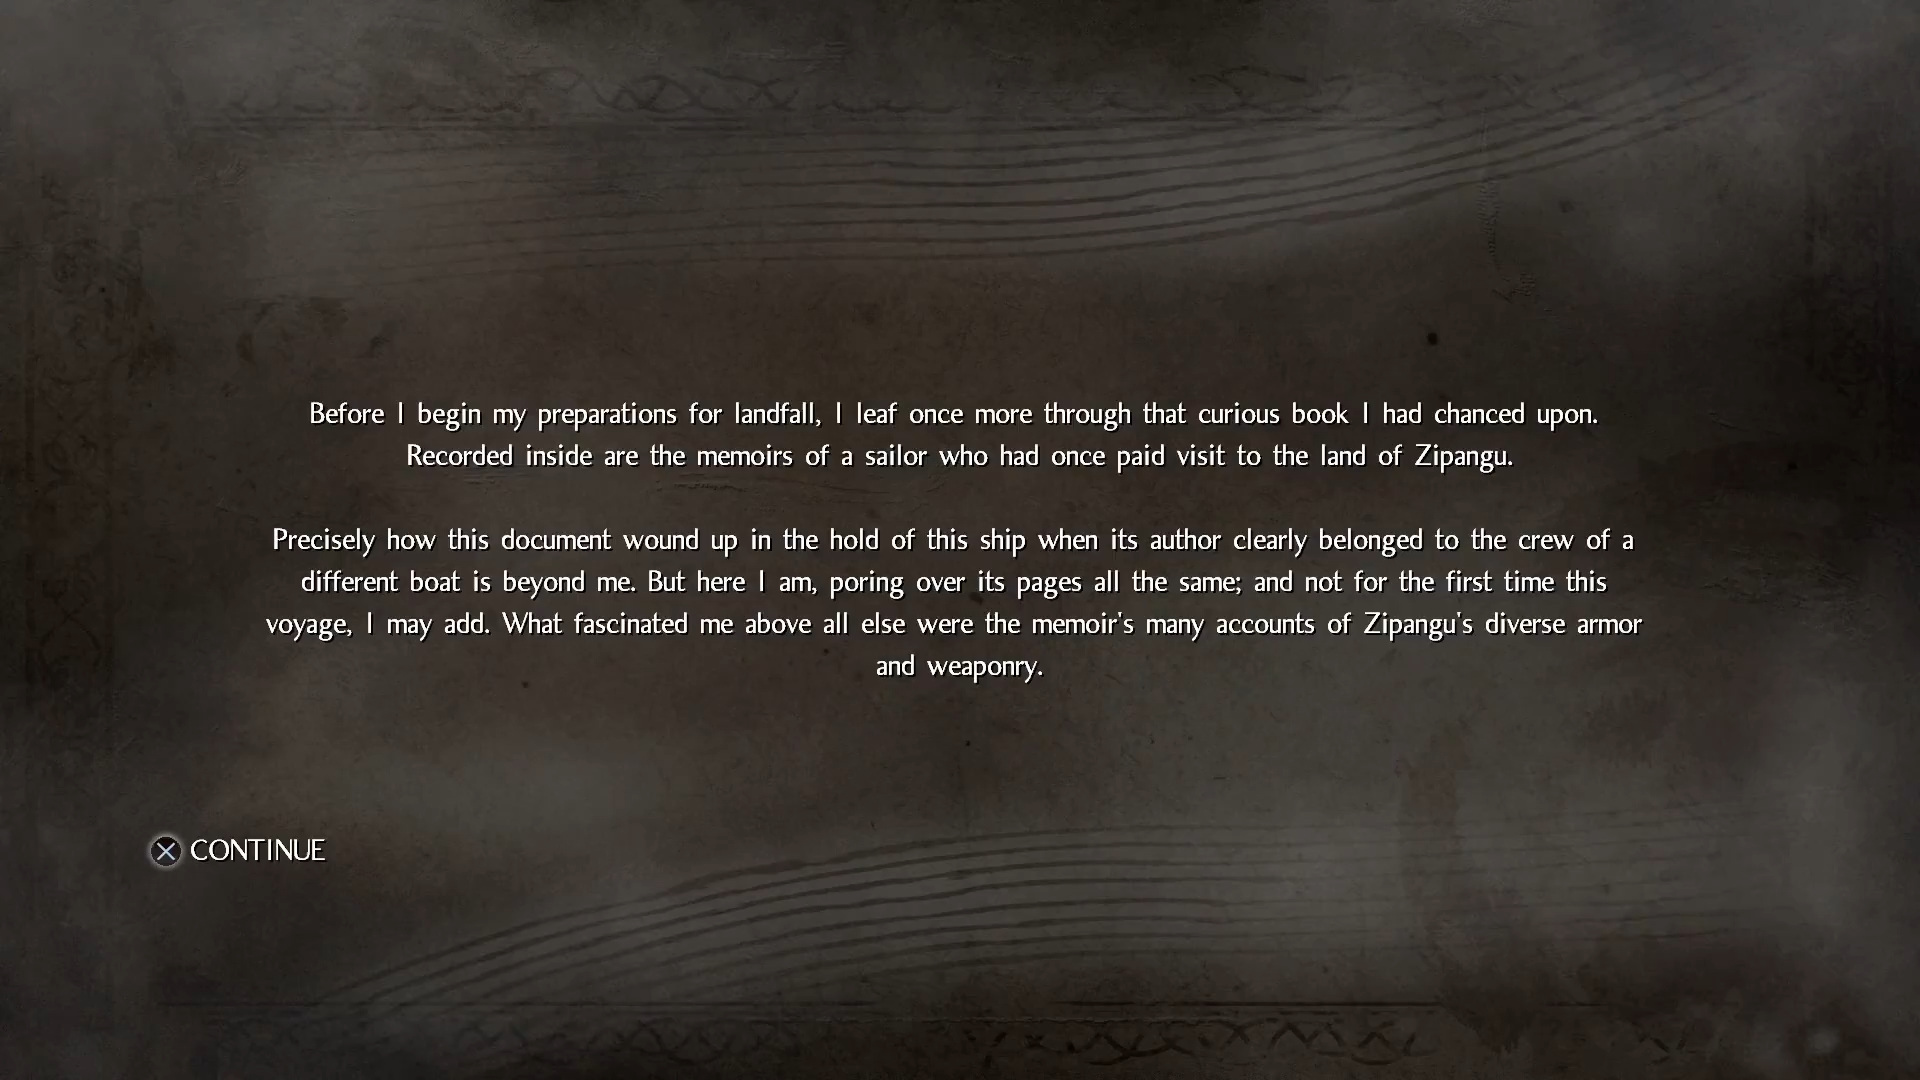 Before I begin my preparations for landfall, I leaf once more through that curious book I had chanced upon.
Recorded inside are the memoirs of a sailor who had once paid visit to the land of Zipangu.
Precisely how this document wound up in the hold of this ship when its author clearly belonged to the crew of a
different boat is beyond me. But here I am, poring over its pages all the same; and not for the first time this
voyage, I may add. What fascinated me above all else were the memoir's many accounts of Zipangu's diverse armor
and weaponry.
CONTINUE